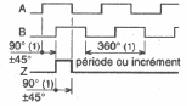 A
B
90° (1) 360° (1)
±45°
Z période ou incrément
90° (1)
±45°